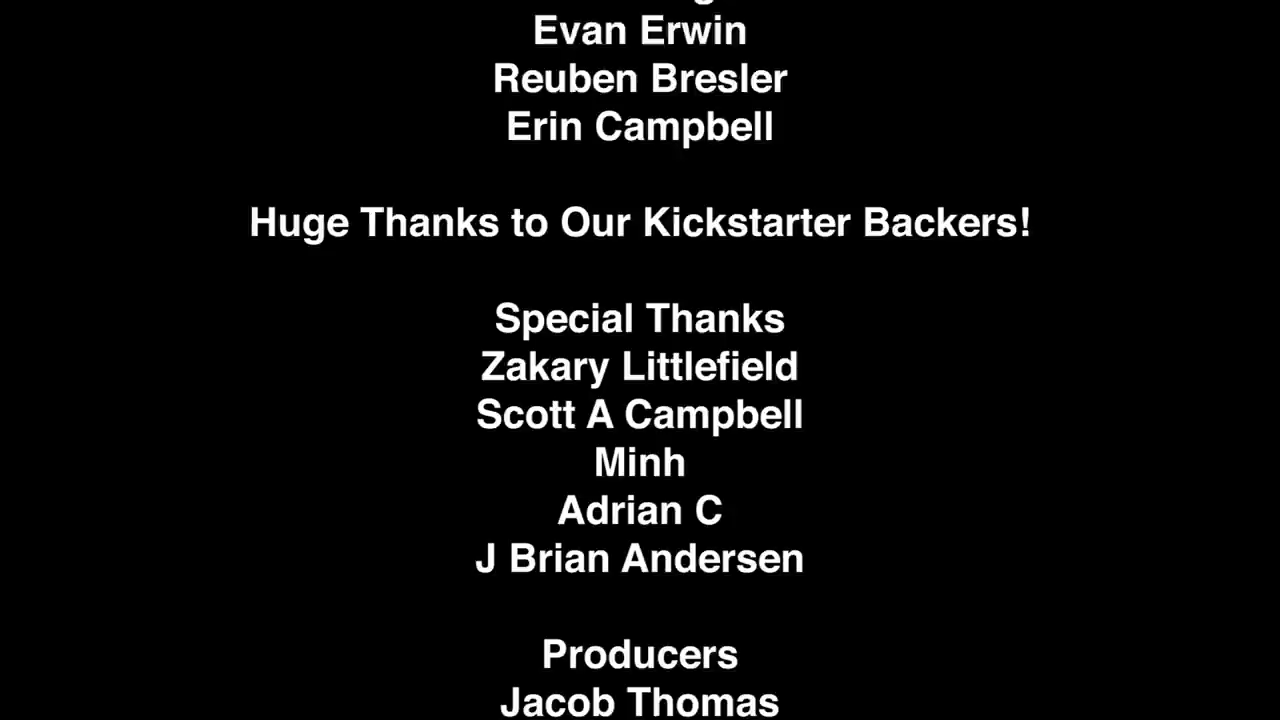 Evan Erwin
Reuben Bresler
Erin Campbell
Huge Thanks to Our Kickstarter Backers!
Special Thanks
Zakary Littlefield
Scott A Campbell
Minh
Adrian C
J Brian Andersen
Producers
Jacob Thomas